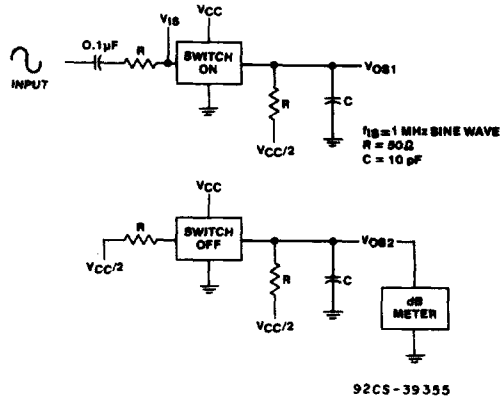 VCC
VIS
0.1µF
R
SWITCH
ON
VOS1
INPUT
R
C
VCC/2
fIS=1 MHz SINE WAVE
R = 50Ω
C = 10 pF
VCC
R
SWITCH
OFF
VOS2
VCC/2
R
C
VCC/2
dB
METER
92CS-39355